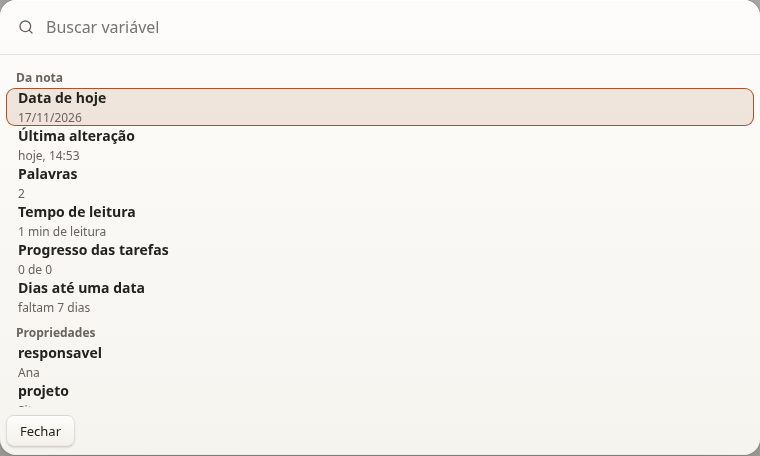 Buscar variável
Da nota
Data de hoje
17/11/2026
Última alteração
hoje, 14:53
Palavras
2
Tempo de leitura
1 min de leitura
Progresso das tarefas
0 de 0
Dias até uma data
faltam 7 dias
Propriedades
responsavel
Ana
projeto
Fechar